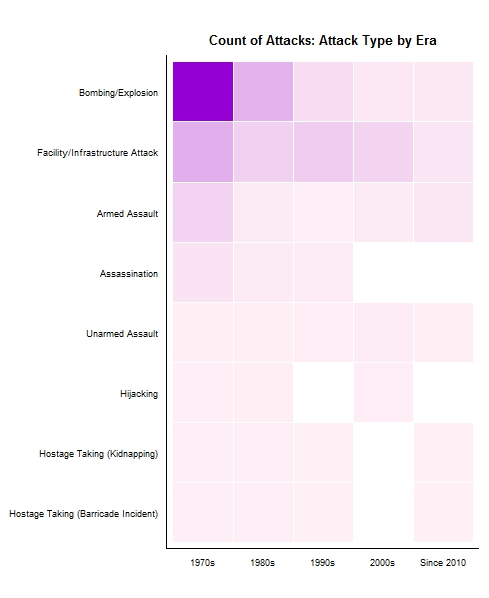 Count of Attacks: Attack Type by Era
Bombing/Explosion
Facility/Infrastructure Attack
Armed Assault
Assassination
Unarmed Assault
Hijacking
Hostage Taking (Kidnapping)
Hostage Taking (Barricade Incident)
1970s 1980s 1990s 2000s Since 2010